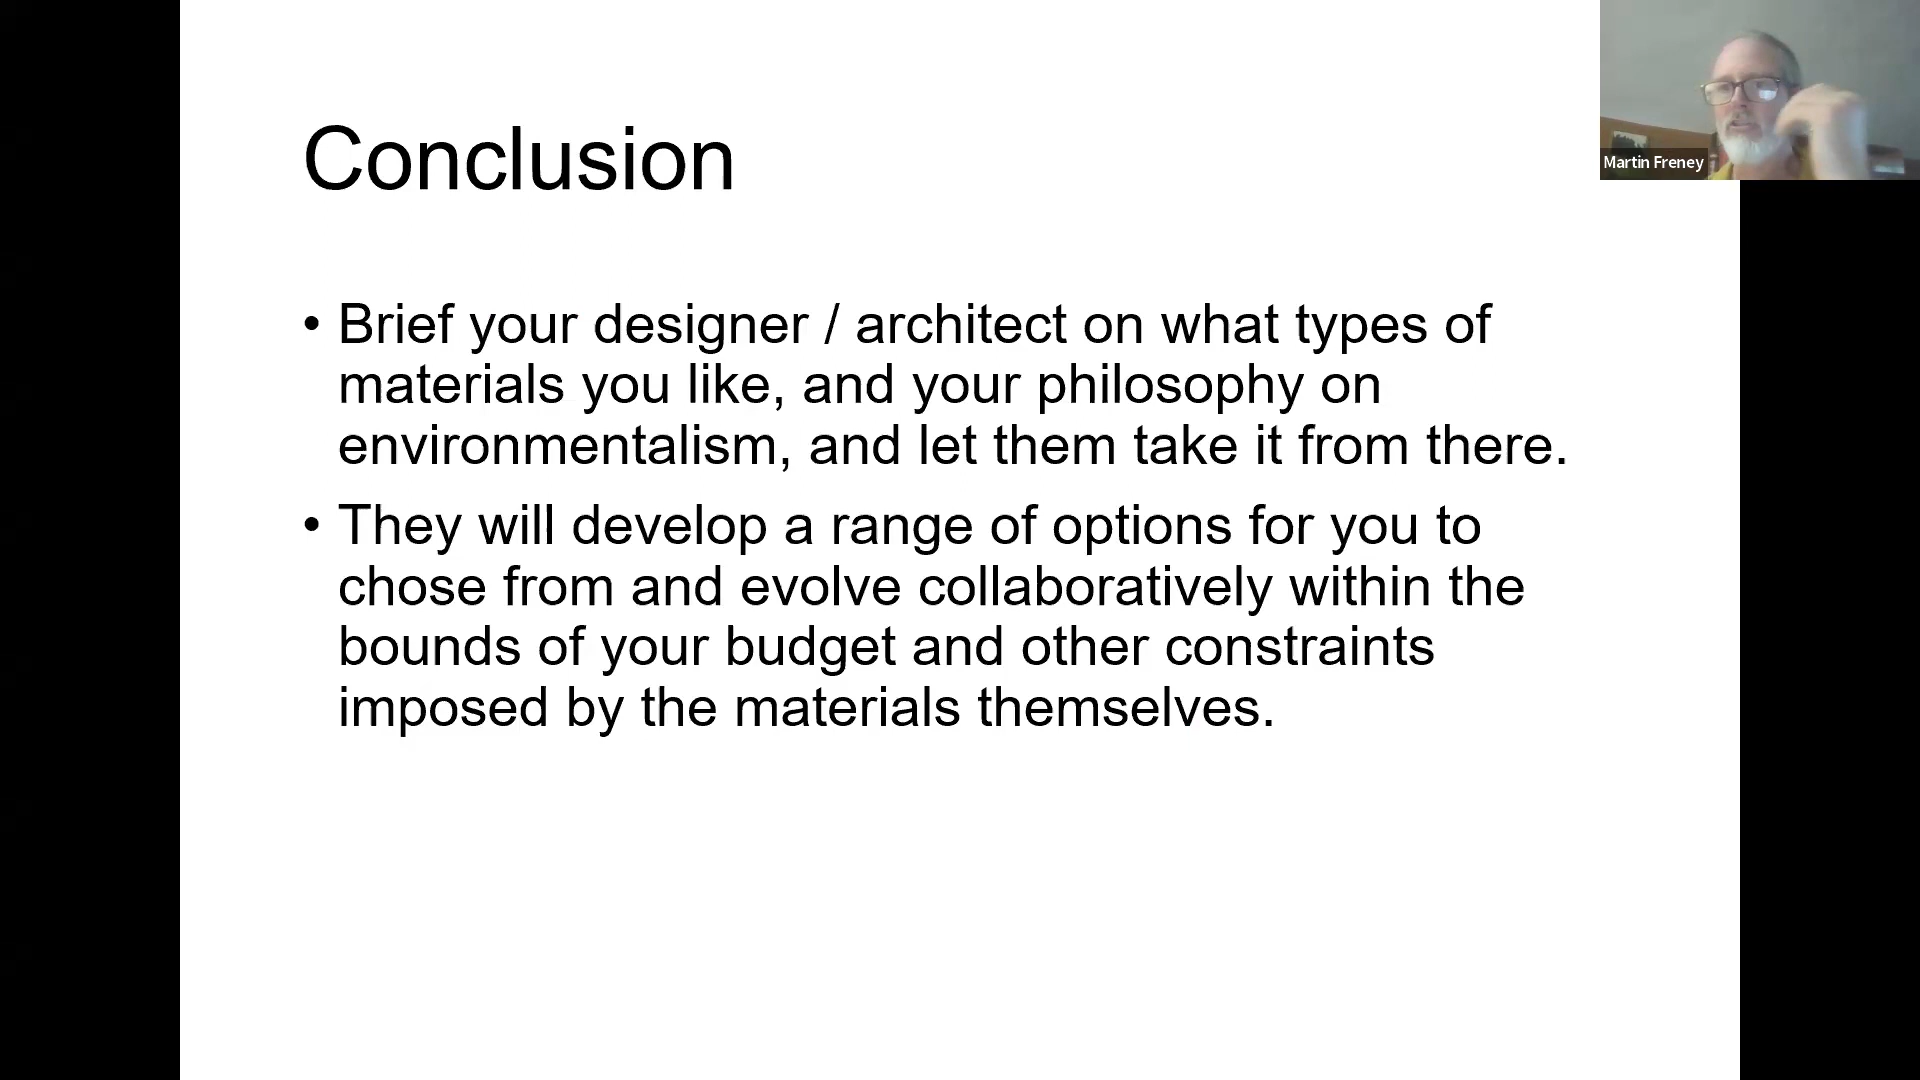 Conclusion
• Brief your designer / architect on what types of
materials you like, and your philosophy on
environmentalism, and let them take it from there.
• They will develop a range of options for you to
chose from and evolve collaboratively within the
bounds of your budget and other constraints
imposed by the materials themselves.
Martin Freney